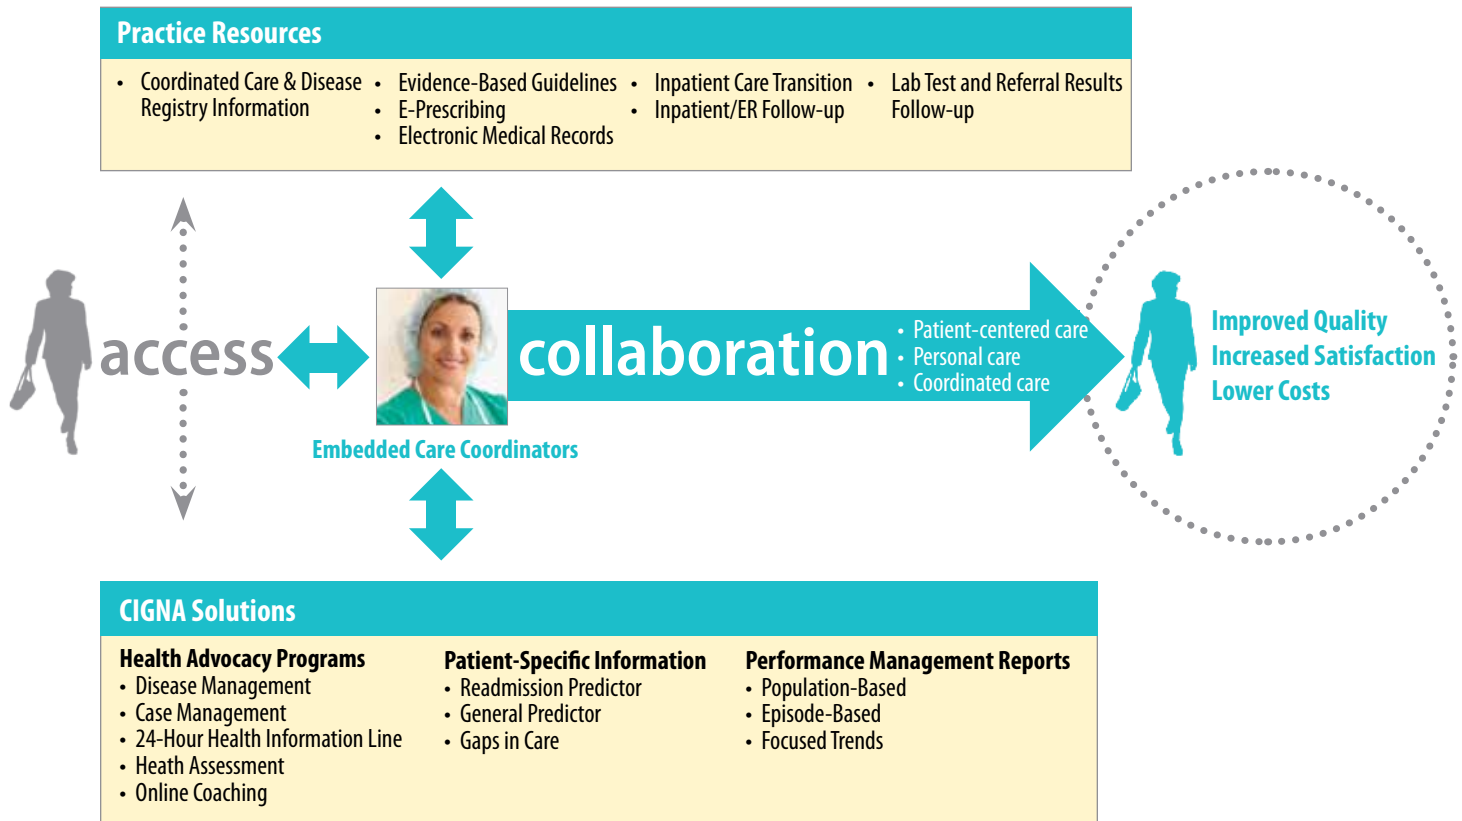 Practice Resources
• Coordinated Care & Disease
Registry Information
• Evidence-Based Guidelines
• E-Prescribing
• Electronic Medical Records
• Inpatient Care Transition
• Inpatient/ER Follow-up
• Lab Test and Referral Results
Follow-up
access
Embedded Care Coordinators
collaboration
• Patient-centered care
• Personal care
• Coordinated care
Improved Quality
Increased Satisfaction
Lower Costs
CIGNA Solutions
Health Advocacy Programs
• Disease Management
• Case Management
• 24-Hour Health Information Line
• Heath Assessment
• Online Coaching
Patient-Specific Information
• Readmission Predictor
• General Predictor
• Gaps in Care
Performance Management Reports
• Population-Based
• Episode-Based
• Focused Trends